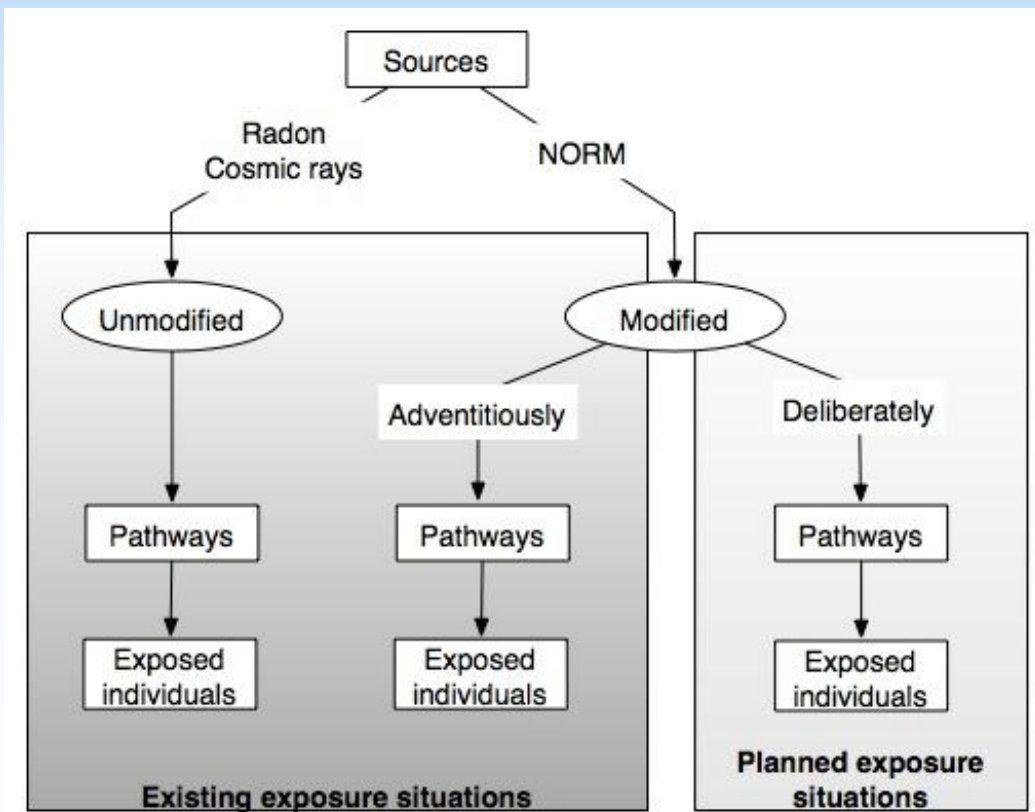 Sources
Radon
Cosmic rays
NORM
Unmodified
Modified
Adventitiously
Deliberately
Pathways
Pathways
Pathways
Exposed
individuals
Exposed
individuals
Exposed
individuals
Existing exposure situations
Planned exposure
situations